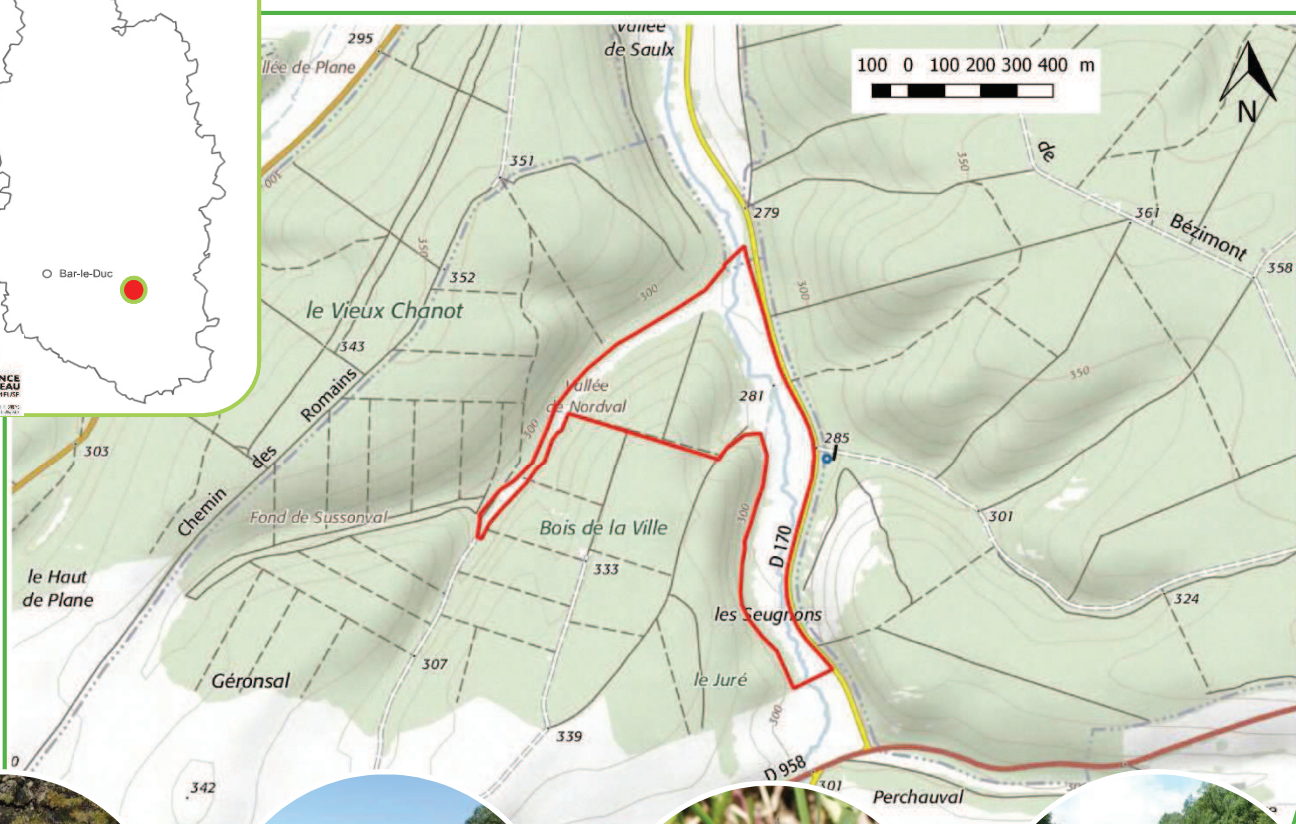 Vallée
de Saulx
295
llée de Plane
100 0 100 200 300 400 m
N
351
de
350
279
361
Bézimont
358
350
352
Bar-le-Duc
300
300
le Vieux Chanot
343
350
Romains
Vallée
de Nordval
281
303
des
300
285
Chemin
Fond de Sussonval
300
Bois de la Ville
301
D 170
333
le Haut
de Plane
324
les Seugnons
307
Géronsal
le Juré
300
339
D 958
342
301
Perchauval